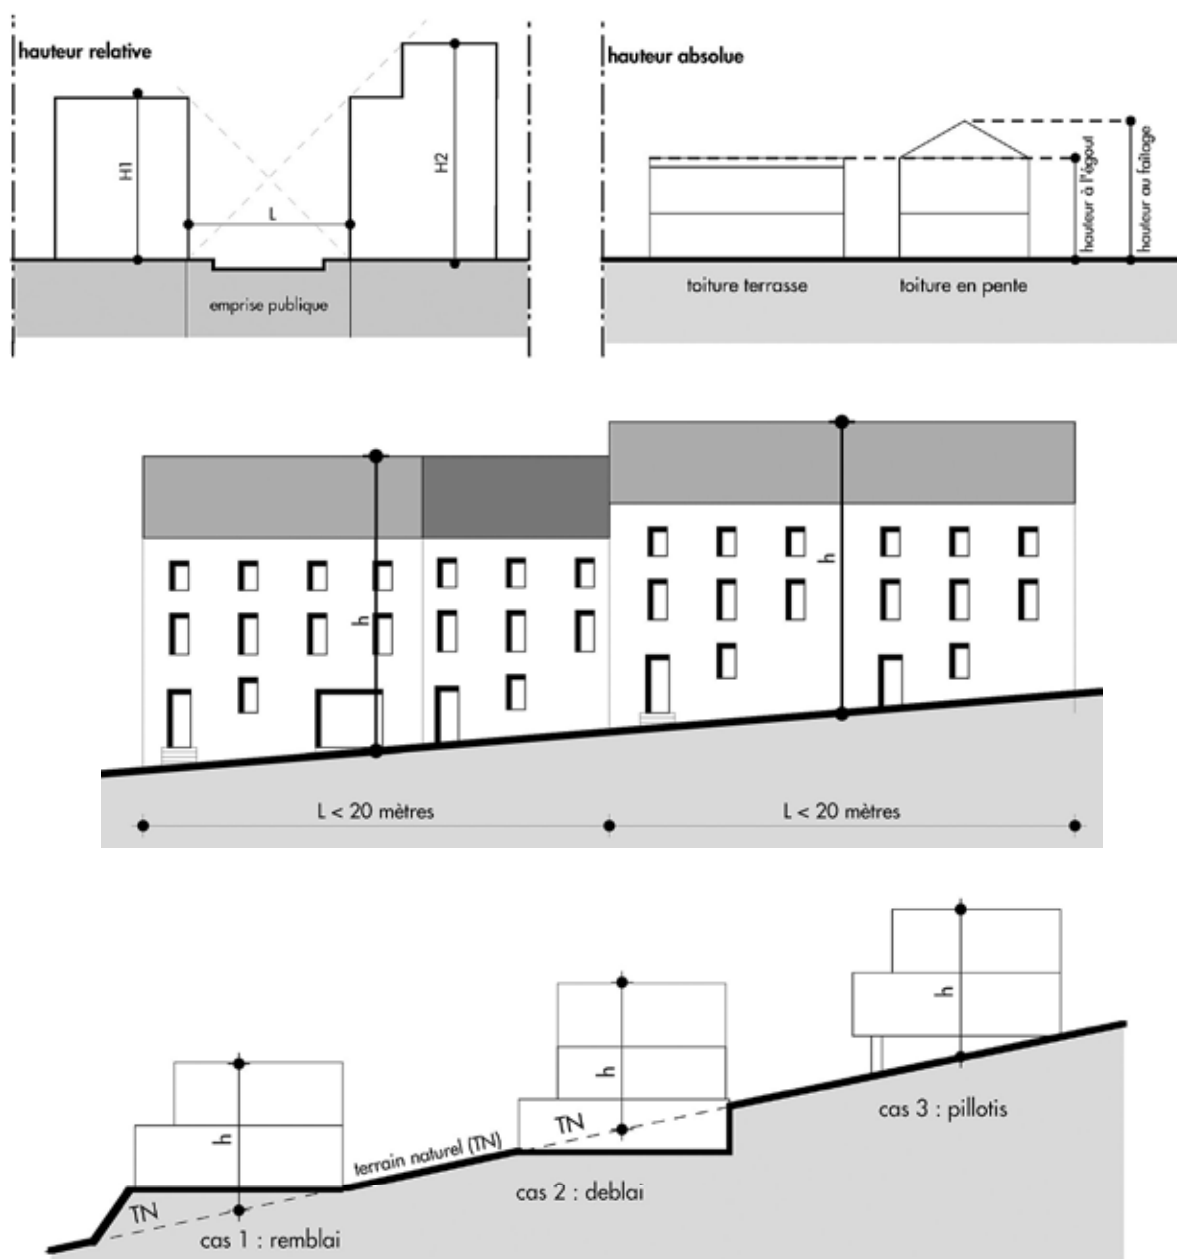 hauteur relative
hauteur absolue
H1
H2
L
emprise publique
hauteur à l'égout
hauteur au faîtage
toiture terrasse
toiture en pente
h
h
L < 20 mètres
L < 20 mètres
h
cas 3 : pillotis
h
TN
terrain naturel (TN)
cas 2 : deblai
h
TN
cas 1 : remblai